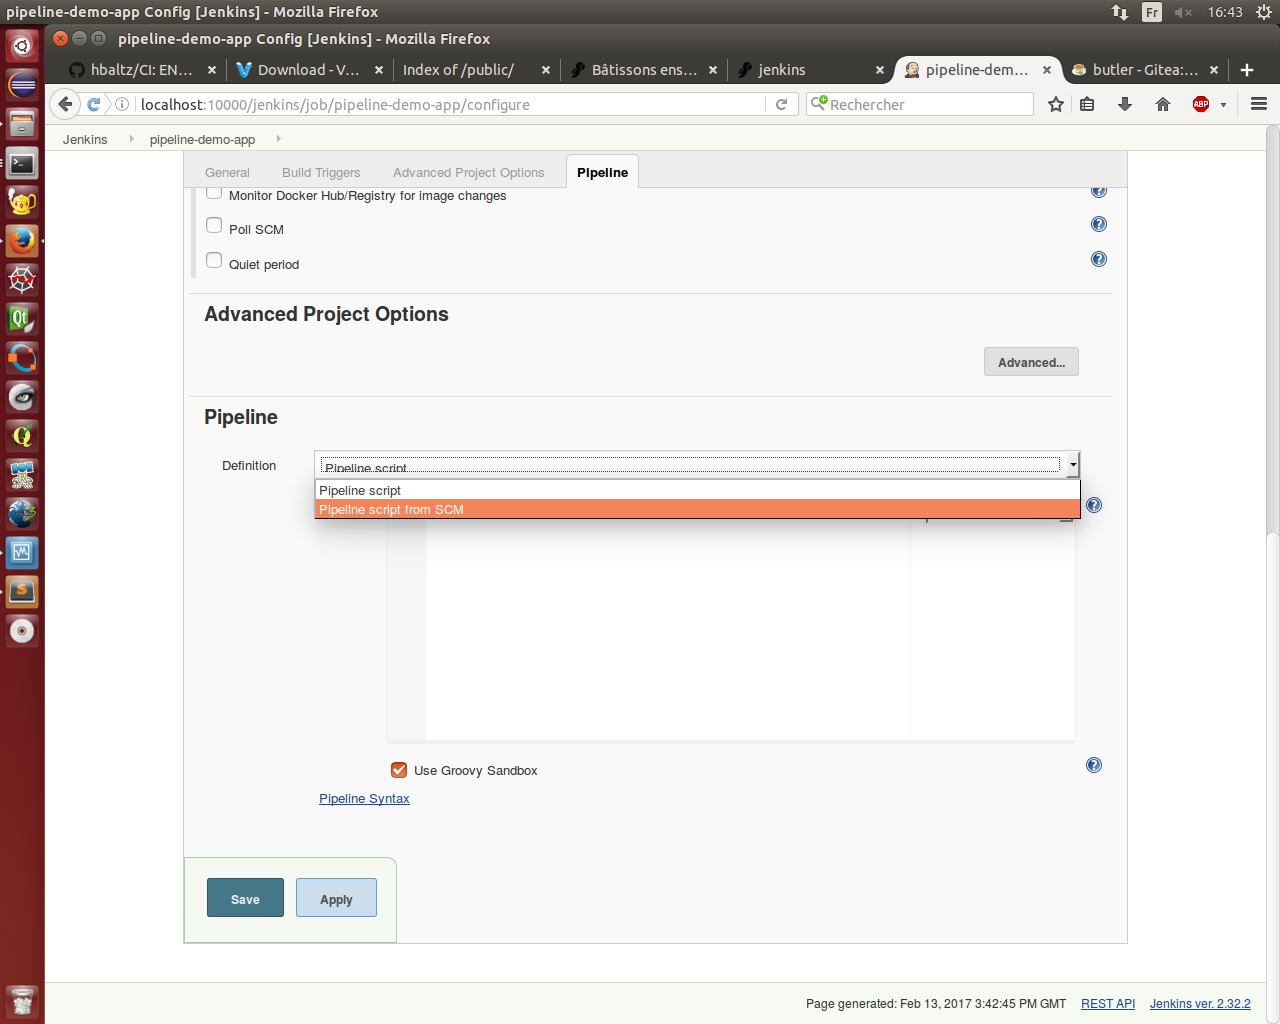 pipeline-demo-app Config [Jenkins] - Mozilla Firefox
Fr
16:43
pipeline-demo-app Config [Jenkins] - Mozilla Firefox
hbaltz/CI: EN...
Download - V...
Index of /public/
Bâtissons ens...
jenkins
pipeline-dem...
butler - Gitea:...
localhost:10000/jenkins/job/pipeline-demo-app/configure
Rechercher
ABP
Jenkins
pipeline-demo-app
General
Build Triggers
Advanced Project Options
Pipeline
Monitor Docker Hub/Registry for image changes
Poll SCM
Quiet period
Advanced Project Options
Advanced...
Pipeline
Definition
Pipeline script
Pipeline script
Pipeline script from SCM
Use Groovy Sandbox
Pipeline Syntax
Save
Apply
Page generated: Feb 13, 2017 3:42:45 PM GMT
REST API
Jenkins ver. 2.32.2